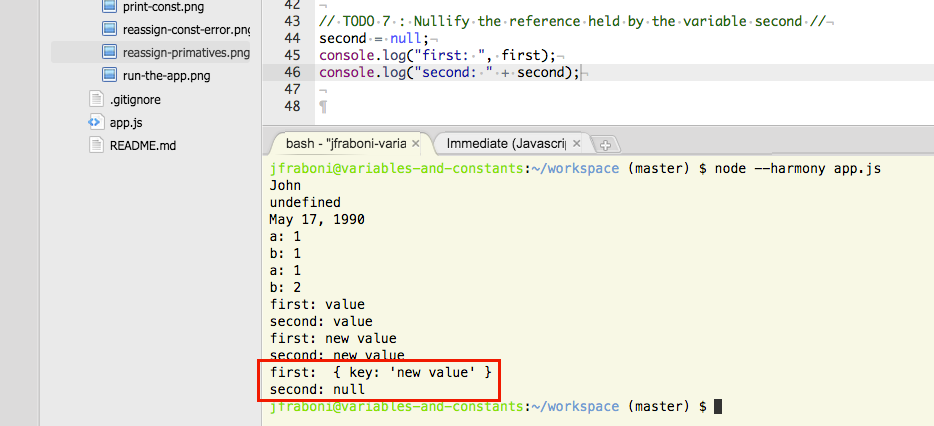 print-const.png
reassign-const-error.png
reassign-primatives.png
run-the-app.png
.gitignore
app.js
README.md
42 ¬
43 //·TODO·7·:·Nullify·the·reference·held·by·the·variable·second·//¬
44 second·=·null;¬
45 console.log("first:·",·first);¬
46 console.log("second:·"·+·second);¬
47 ¬
48 ¶
bash - "jfraboni-varia ×
Immediate (Javascrip ×
jfraboni@variables-and-constants:~/workspace (master) $ node --harmony app.js
John
undefined
May 17, 1990
a: 1
b: 1
a: 1
b: 2
first: value
second: value
first: new value
second: new value
first:  { key: 'new value' }
second: null
jfraboni@variables-and-constants:~/workspace (master) $